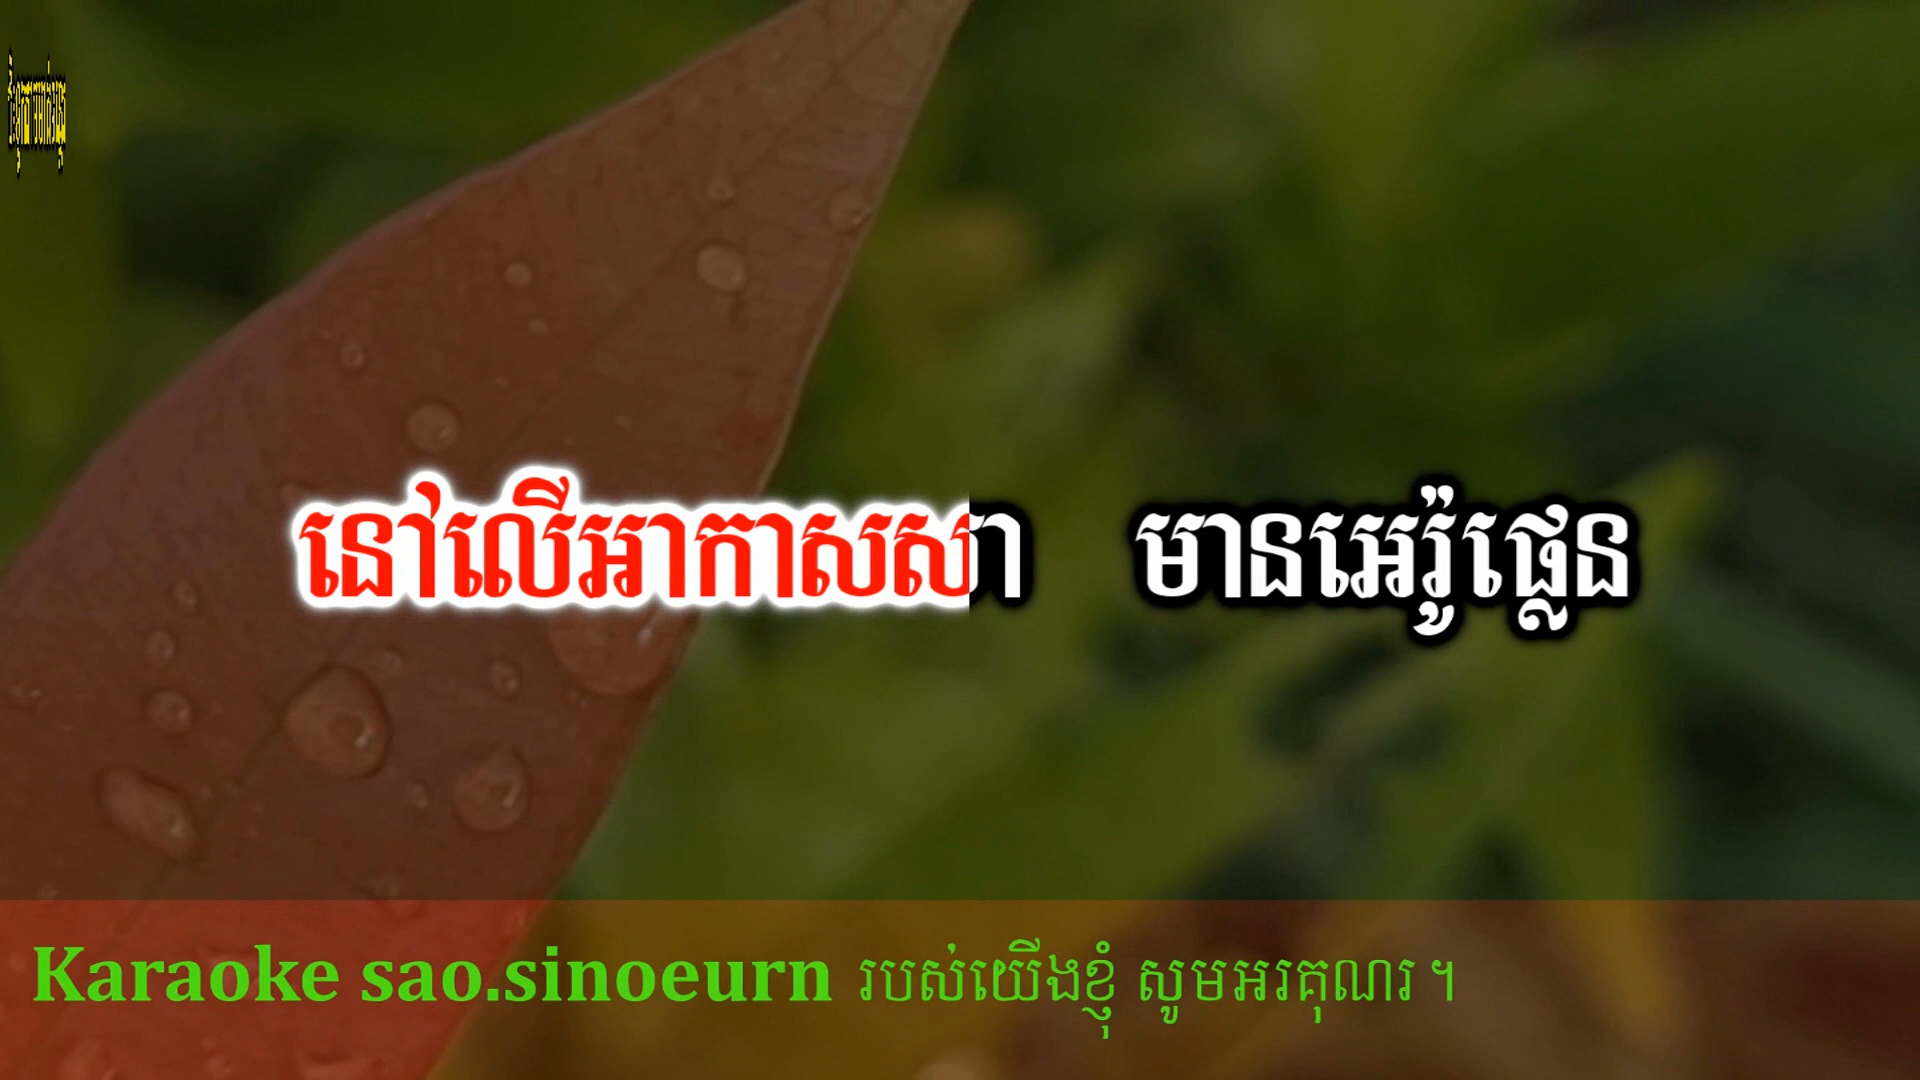 នៅលើអាកាសសា មានអេរ៉ូផ្លេន
Karaoke sao.sinoeurn របស់យើងខ្ញុំ សូមអរគុណរ ។